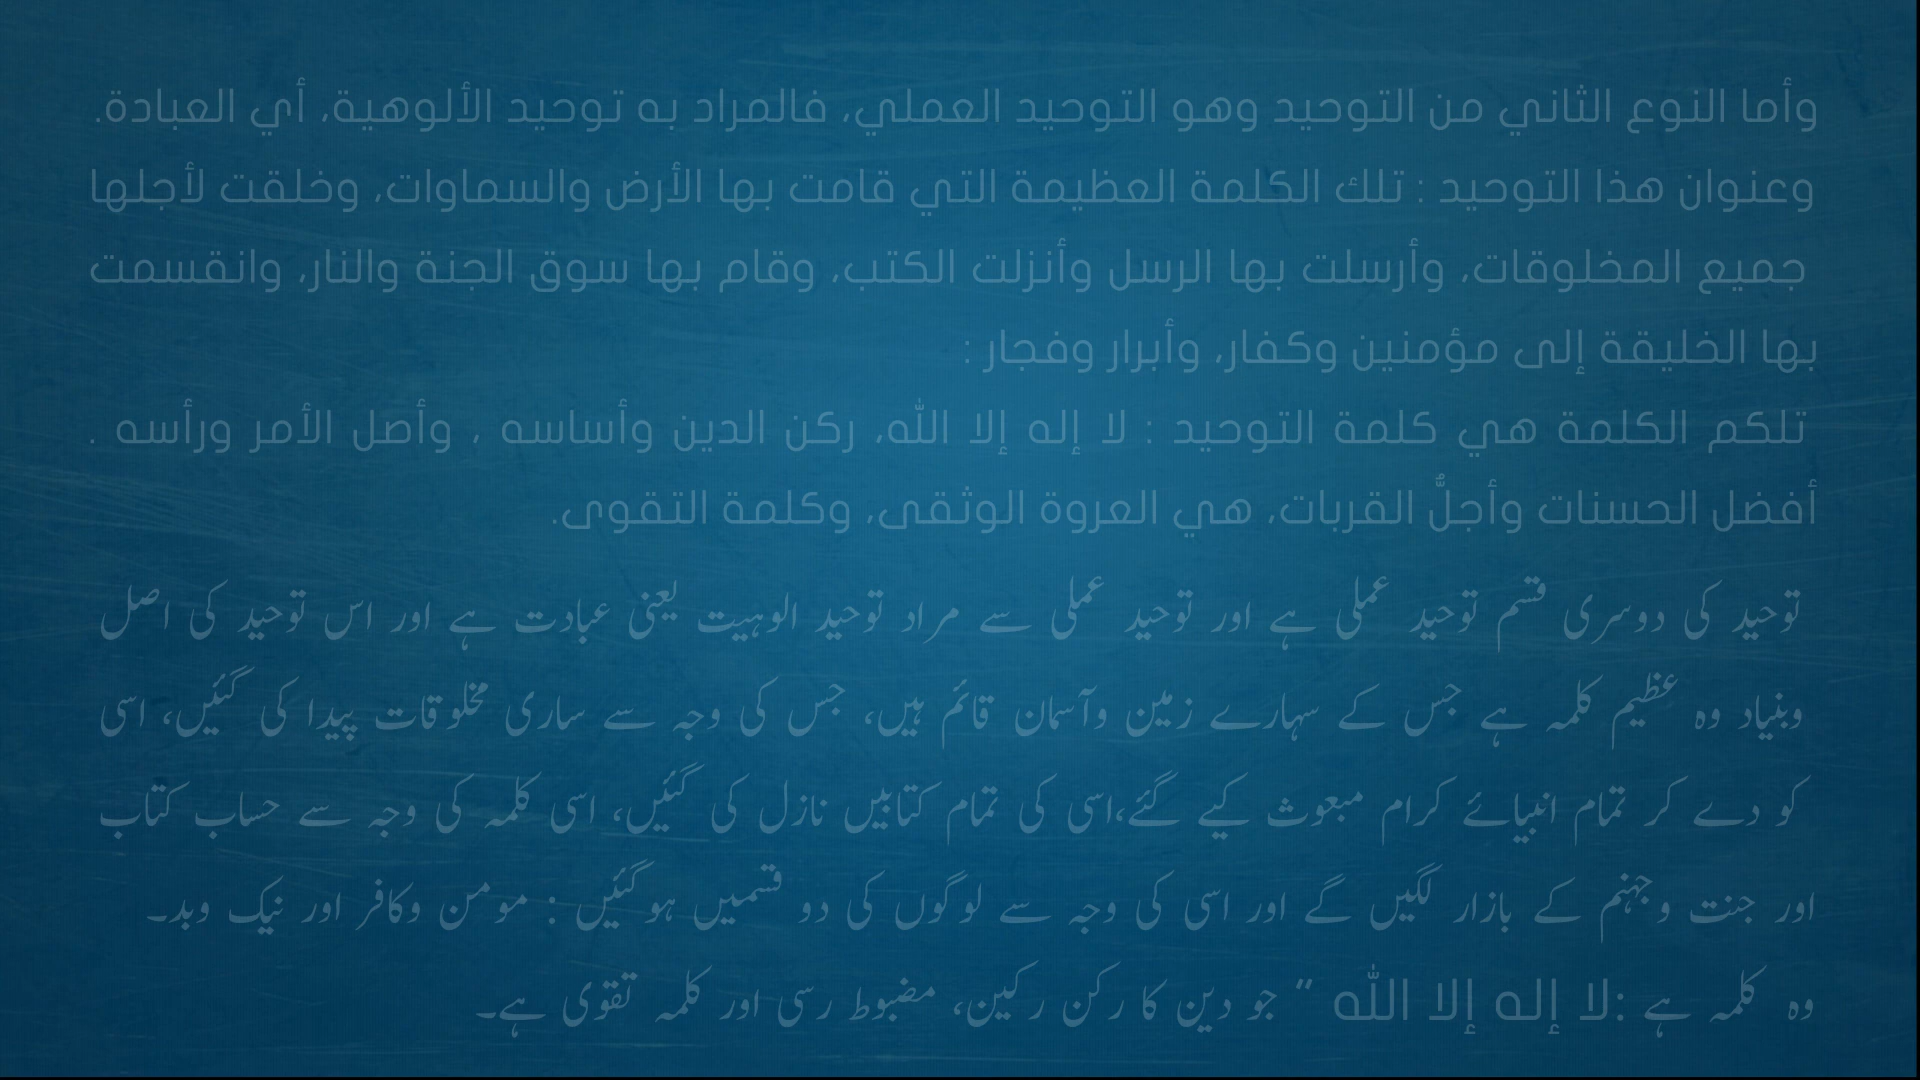 وأما النوع الثاني من التوحيد وهو التوحيد العملي، فالمراد به توحيد الألوهية، أي العبادة.
وعنوان هذا التوحيد : تلك الكلمة العظيمة التي قامت بها الأرض والسماوات، وخلقت لأجلها
جميع المخلوقات، وأرسلت بها الرسل وأنزلت الكتب، وقام بها سوق الجنة والنار، وانقسمت
بها الخليقة إلى مؤمنين وكفار، وأبرار وفجار :
تلكم الكلمة هي كلمة التوحيد : لا إله إلا الله، ركن الدين وأساسه ، وأصل الأمر ورأسه .
أفضل الحسنات وأجلُّ القربات، هي العروة الوثقى، وكلمة التقوى.
توحید کی دوسری قسم توحید عملی ہے اور توحید عملی سے مراد توحید الوہیت یعنی عبادت ہے اور اس توحید کی اصل
وبنیاد وہ عظیم کلمہ ہے جس کے سہارے زمین وآسمان قائم ہیں، جس کی وجہ سے ساری مخلوقات پیدا کی گئیں، اسی
کو دے کر تمام انبیائے کرام مبعوث کیے گئے،اسی کی تمام کتابیں نازل کی گئیں، اسی کلمہ کی وجہ سے حساب کتاب
اور جنت وجہنم کے بازار لگیں گے اور اسی کی وجہ سے لوگوں کی دو قسمیں ہوگئیں : مومن وکافر اور نیک وبد۔
وہ کلمہ ہے :لا إله إلا الله ” جو دین کا رکن رکین، مضبوط رسی اور کلمہ تقوی ہے۔